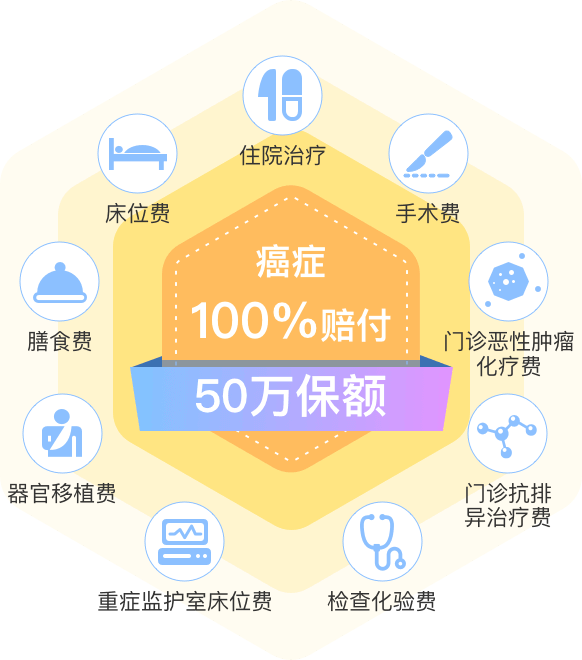 住院治疗
床位费
手术费
癌症
100%赔付
膳食费
门诊恶性肿瘤
化疗费
50万保额
器官移植费
门诊抗排
异治疗费
重症监护室床位费
检查化验费